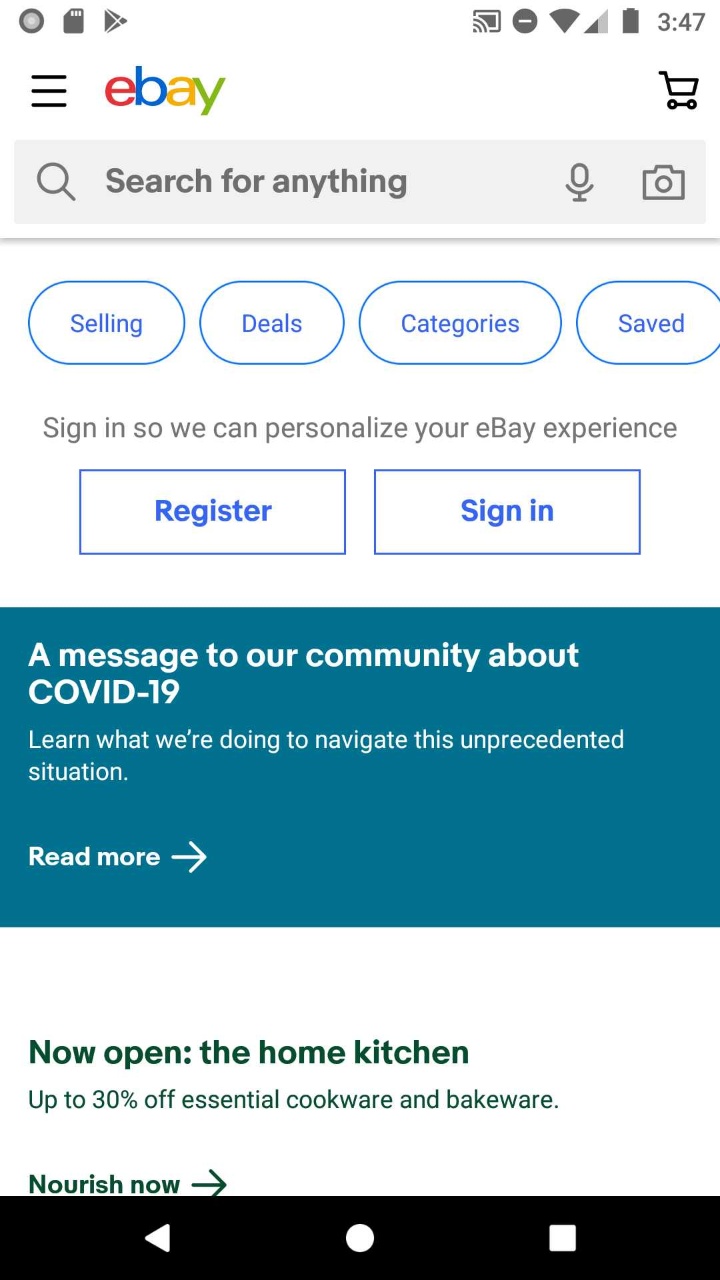 3:47
ebay
Search for anything
Selling
Deals
Categories
Saved
Sign in so we can personalize your eBay experience
Register
Sign in
A message to our community about
COVID-19
Learn what we’re doing to navigate this unprecedented
situation.
Read more
Now open: the home kitchen
Up to 30% off essential cookware and bakeware.
Nourish now